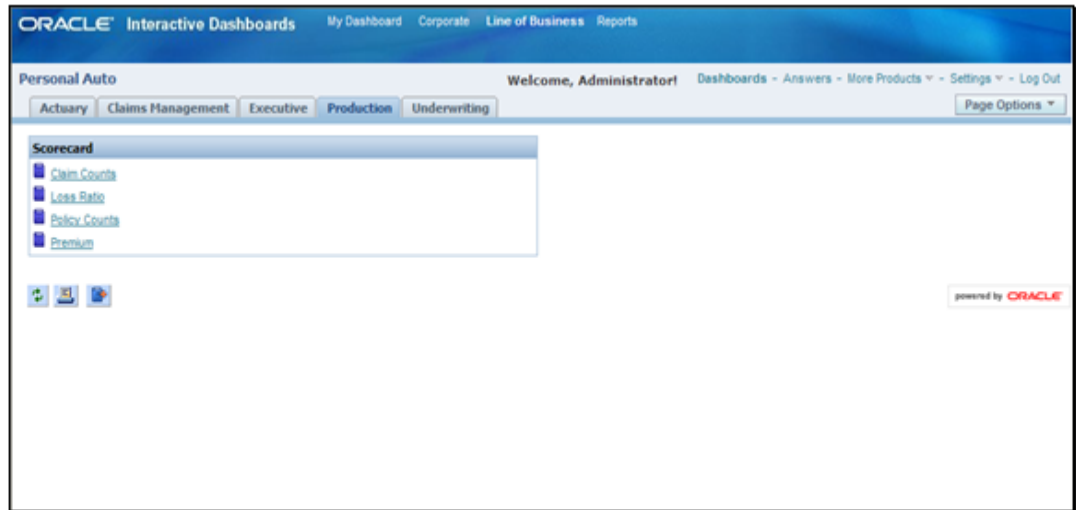 ORACLE Interactive Dashboards My Dashboard Corporate Line of Business Reports
Personal Auto Welcome, Administrator! Dashboards - Answers - More Products - Settings - Log Out
Actuary Claims Management Executive Production Underwriting Page Options
Scorecard
Claim Counts
Loss Ratio
Policy Counts
Premium
powered by ORACLE